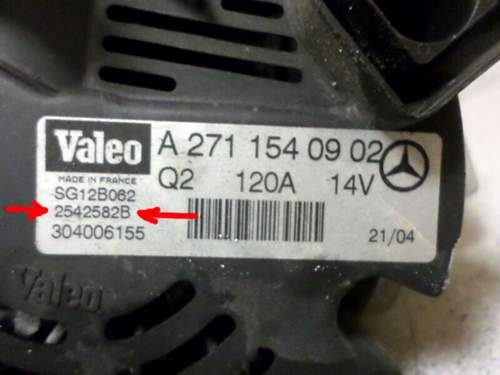 Valeo A 271 154 09 02
MADE IN FRANCE Q2 120A 14V
SG12B062
2542582B
304006155 21/04
Valeo